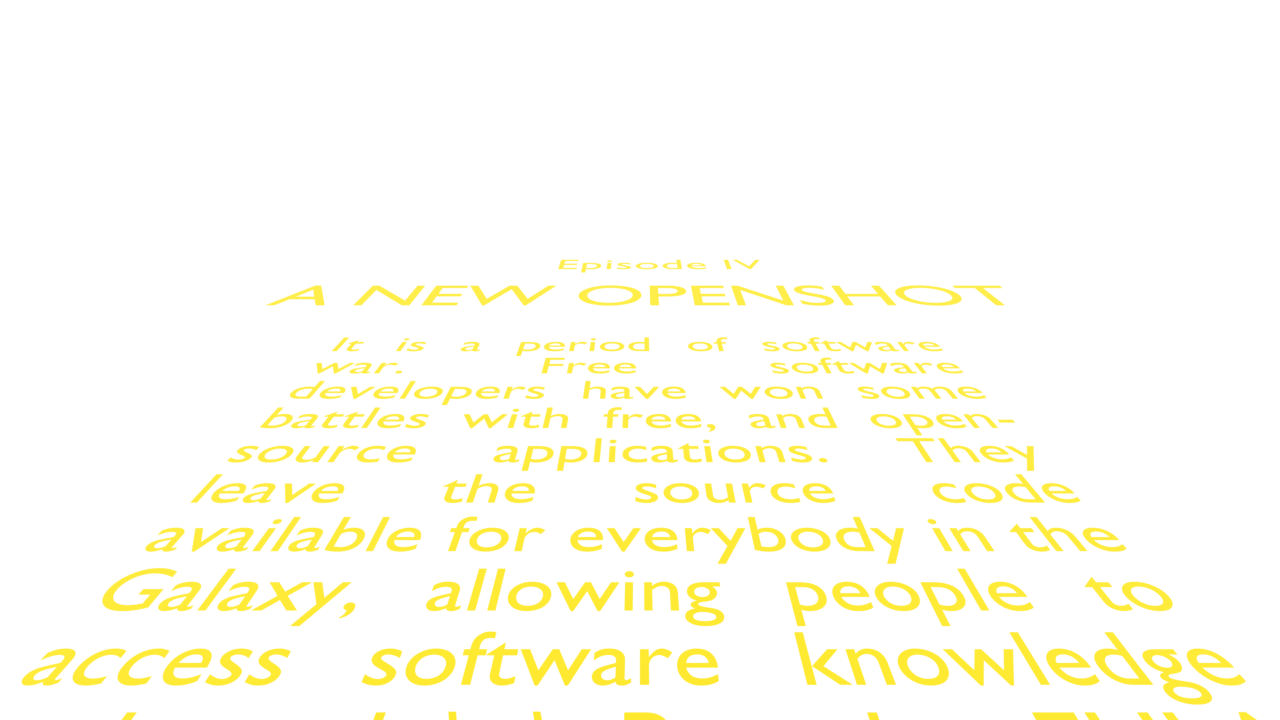 Episode IV
A NEW OPENSHOT
It is a period of software
war. Free software
developers have won some
battles with free, and open-
source applications. They
leave the source code
available for everybody in the
Galaxy, allowing people to
access software knowledge